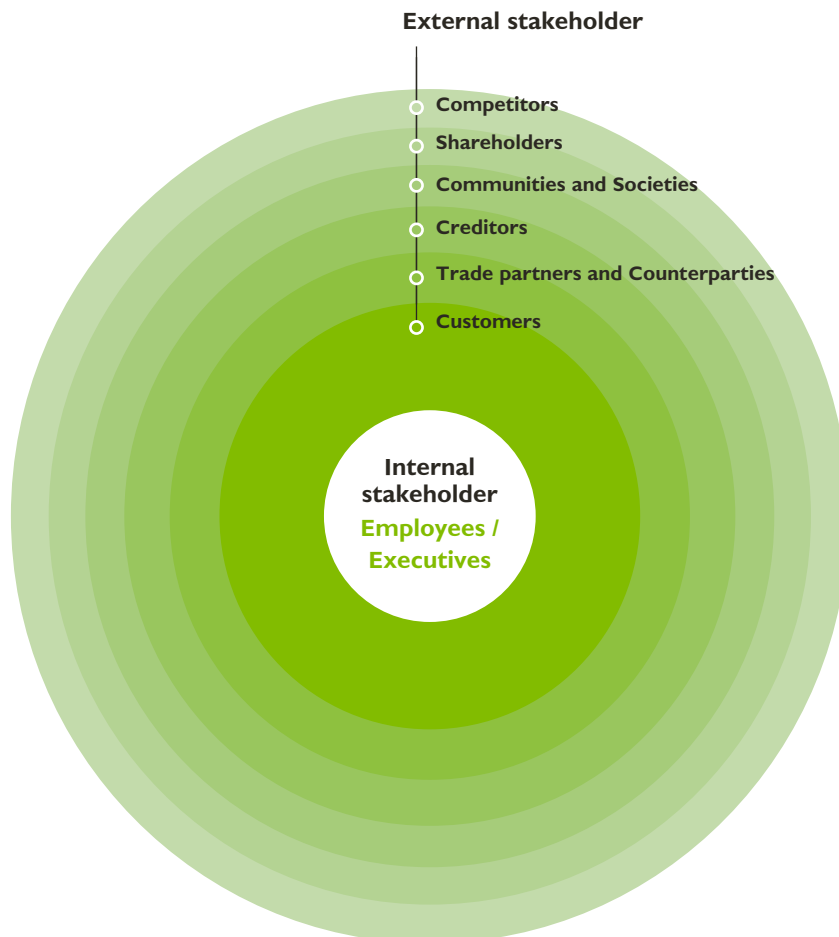 External stakeholder
Competitors
Shareholders
Communities and Societies
Creditors
Trade partners and Counterparties
Customers
Internal
stakeholder
Employees /
Executives